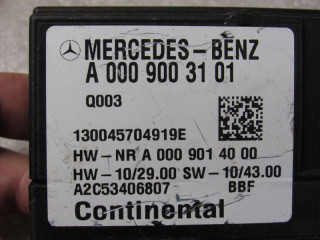 MERCEDES-BENZ
A 000 900 31 01
Q003
130045704919E
HW-NR A 000 901 40 00
HW-10/29.00 SW-10/43.00
A2C53406807 BBF
Continental